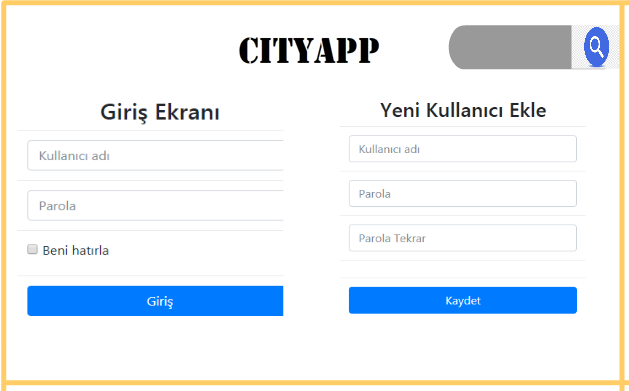 CITYAPP
Giriş Ekranı
Kullanıcı adı
Parola
Beni hatırla
Giriş
Yeni Kullanıcı Ekle
Kullanıcı adı
Parola
Parola Tekrar
Kaydet